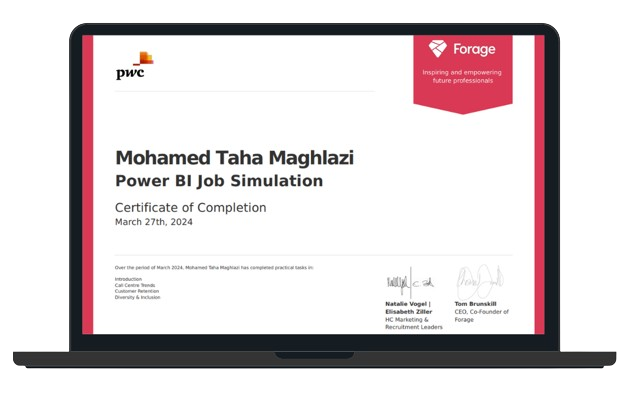 pwc
Forage
Inspiring and empowering
future professionals
Mohamed Taha Maghlazi
Power BI Job Simulation
Certificate of Completion
March 27th, 2024
Over the period of March 2024, Mohamed Taha Maghlazi has completed practical tasks in:
Introduction
Call Centre Trends
Customer Retention
Diversity & Inclusion
Natalie Vogel |
Elisabeth Ziller
HC Marketing &
Recruitment Leaders
Tom Brunskill
CEO, Co-Founder of
Forage